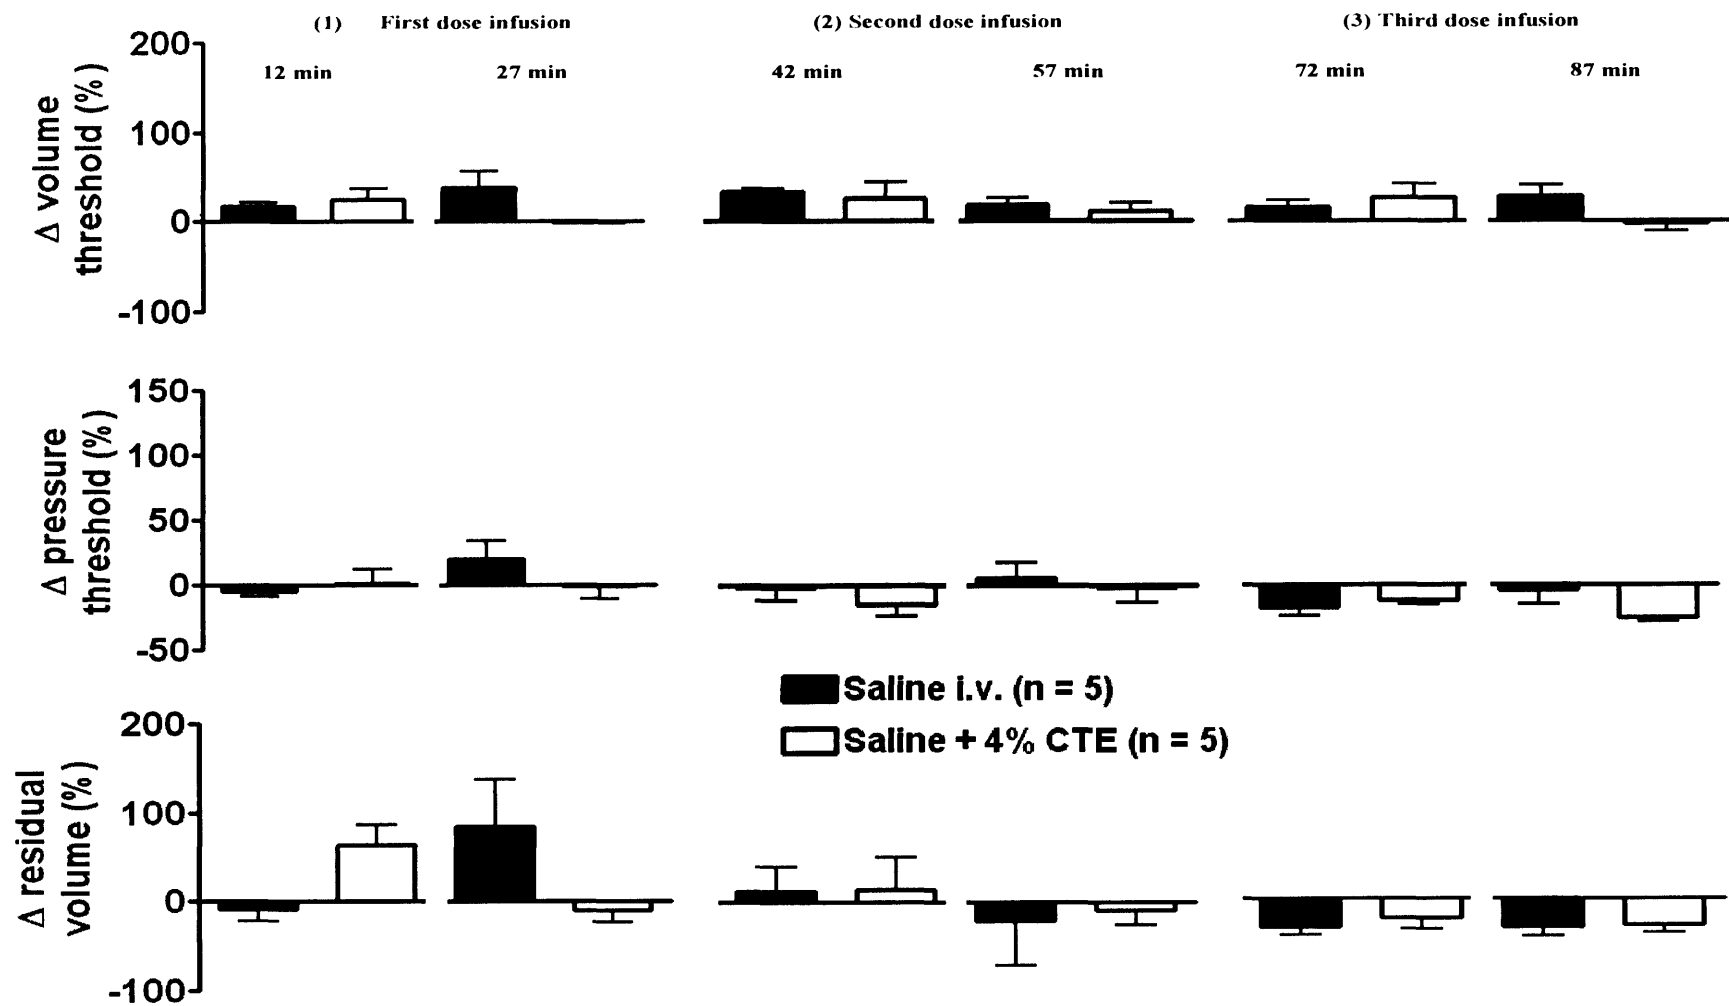 (1) First dose infusion (2) Second dose infusion (3) Third dose infusion
12 min 27 min 42 min 57 min 72 min 87 min
Δ volume
threshold (%)
200
100
0
-100
Δ pressure
threshold (%)
150
100
50
0
-50
Saline i.v. (n = 5)
Saline + 4% CTE (n = 5)
Δ residual
volume (%)
200
100
0
-100